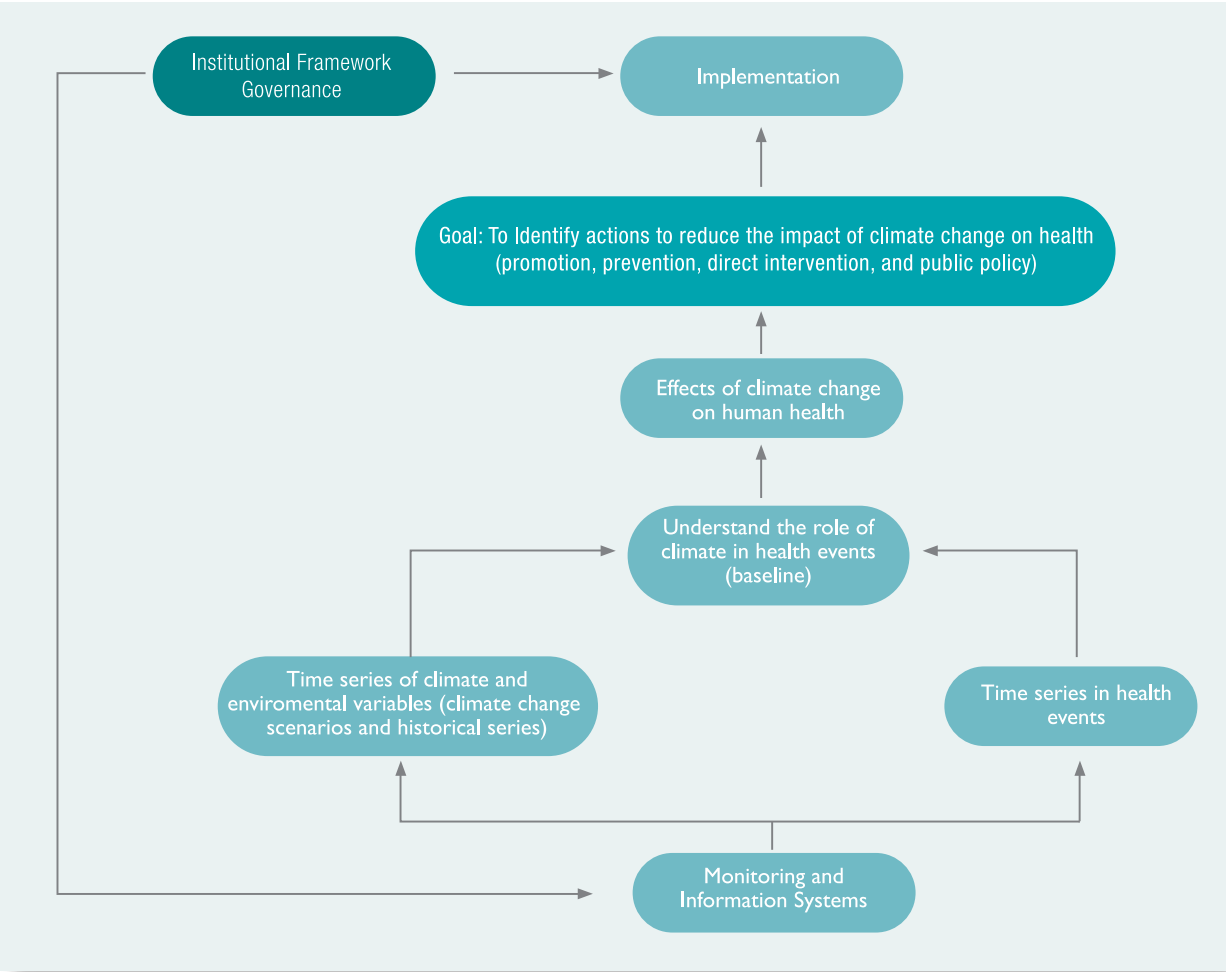 Institutional Framework
Governance
Implementation
Goal: To Identify actions to reduce the impact of climate change on health
(promotion, prevention, direct intervention, and public policy)
Effects of climate change
on human health
Understand the role of
climate in health events
(baseline)
Time series of climate and
enviromental variables (climate change
scenarios and historical series)
Time series in health
events
Monitoring and
Information Systems